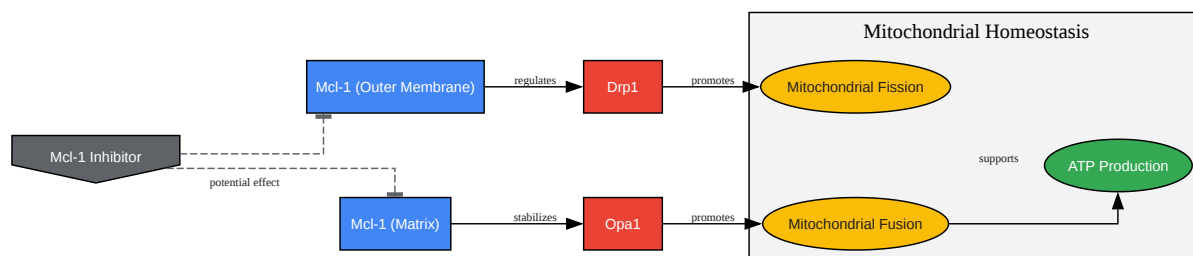 Mitochondrial Homeostasis
Mcl-1 (Outer Membrane)
regulates
Drp1
promotes
Mitochondrial Fission
Mcl-1 Inhibitor
potential effect
supports
ATP Production
Mcl-1 (Matrix)
stabilizes
Opa1
promotes
Mitochondrial Fusion